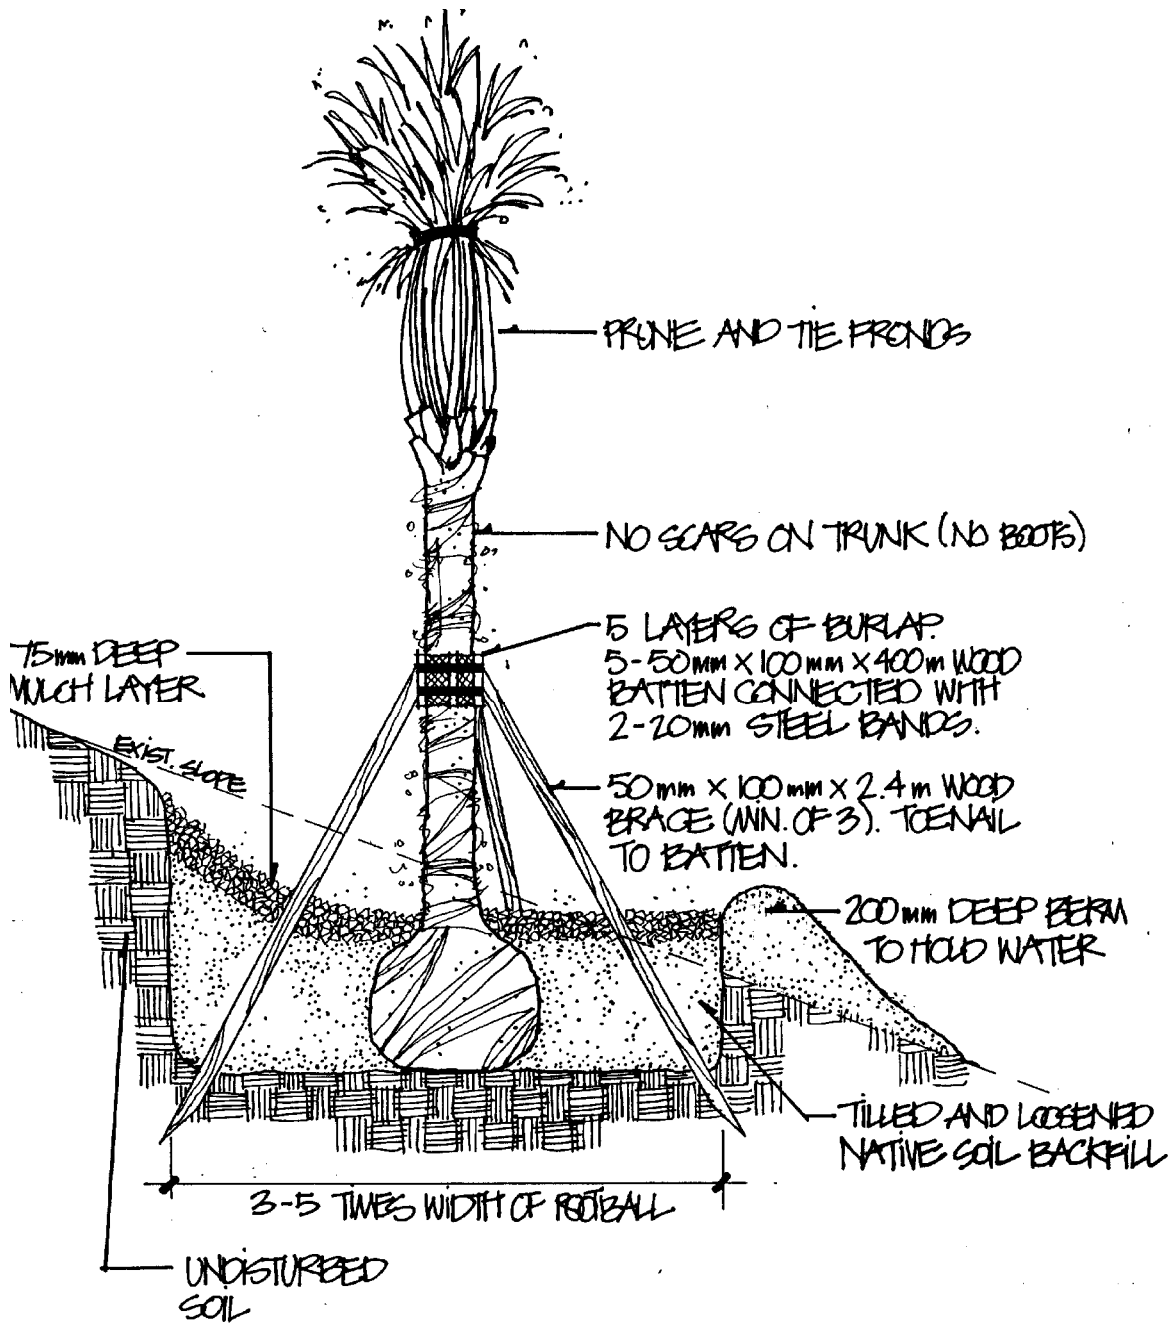 PRUNE AND TIE FRONDS
NO SCARS ON TRUNK (NO BOOTS)
5 LAYERS OF BURLAP.
5-50mm X 100mm X 400m WOOD
BATTEN CONNECTED WITH
2-20mm STEEL BANDS.
75mm DEEP
MULCH LAYER
EXIST. SLOPE
50mm X 100mm X 2.4m WOOD
BRACE (MIN. OF 3). TOENAIL
TO BATTEN.
200mm DEEP BERM
TO HOLD WATER
TILLED AND LOOSENED
NATIVE SOIL BACKFILL
3-5 TIMES WIDTH OF ROOTBALL
UNDISTURBED
SOIL